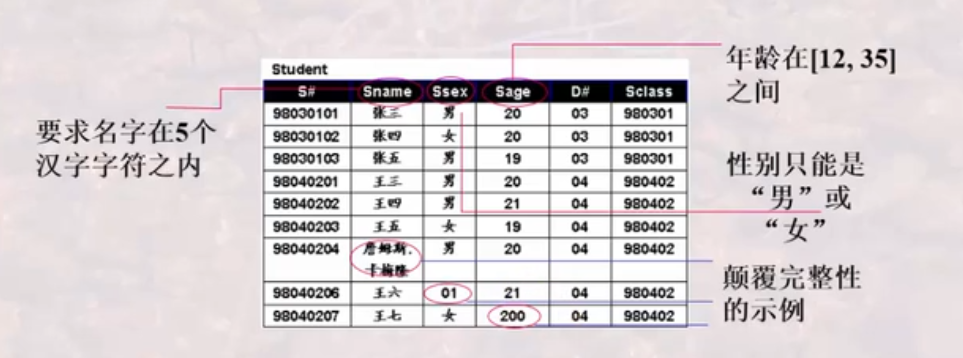 年龄在[12, 35]
之间
Student
S# Sname Ssex Sage D# Sclass
98030101 张三 男 20 03 980301
98030102 张四 女 20 03 980301
98030103 张五 男 19 03 980301
98040201 王三 男 20 04 980402
98040202 王四 男 21 04 980402
98040203 王五 女 19 04 980402
98040204 詹姆斯. 男 20 04 980402
卡梅隆
98040206 王六 01 21 04 980402
98040207 王七 女 200 04 980402
要求名字在5个
汉字字符之内
性别只能是
“男”或
“女”
颠覆完整性
的示例